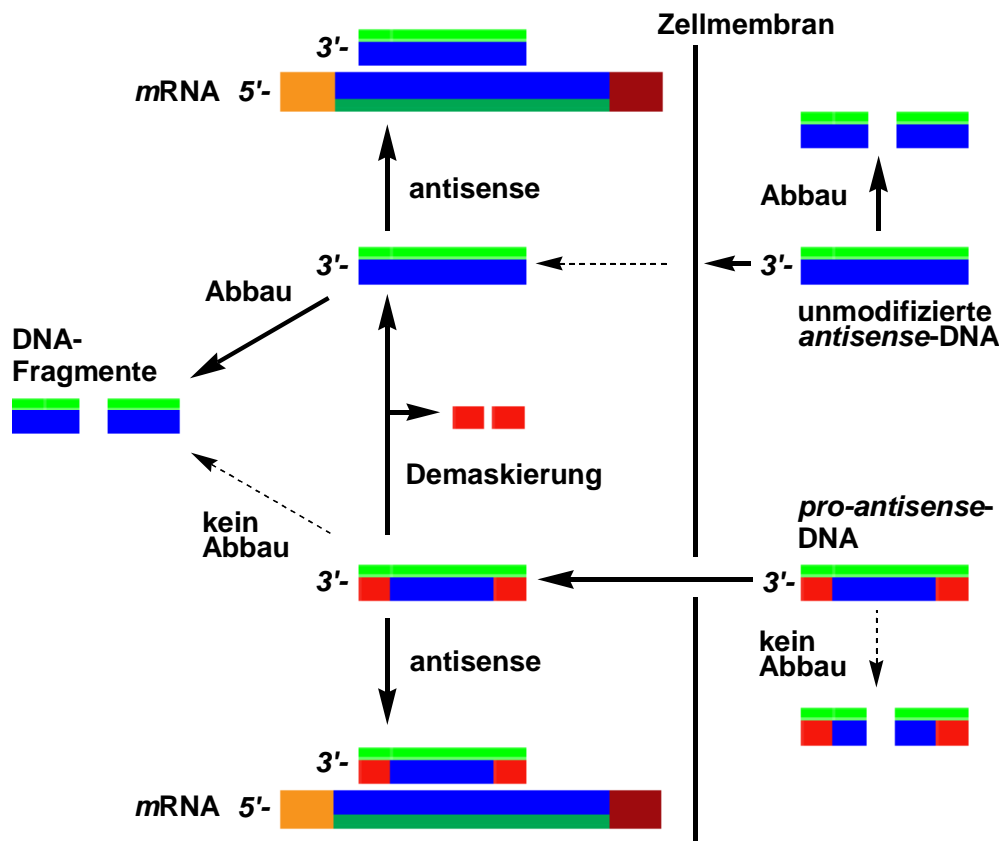 Zellmembran
3'-
mRNA 5'-
antisense
Abbau
3'-
3'-
Abbau
unmodifizierte
antisense-DNA
DNA-
Fragmente
Demaskierung
pro-antisense-
DNA
kein
Abbau
3'-
3'-
antisense
kein
Abbau
3'-
mRNA 5'-